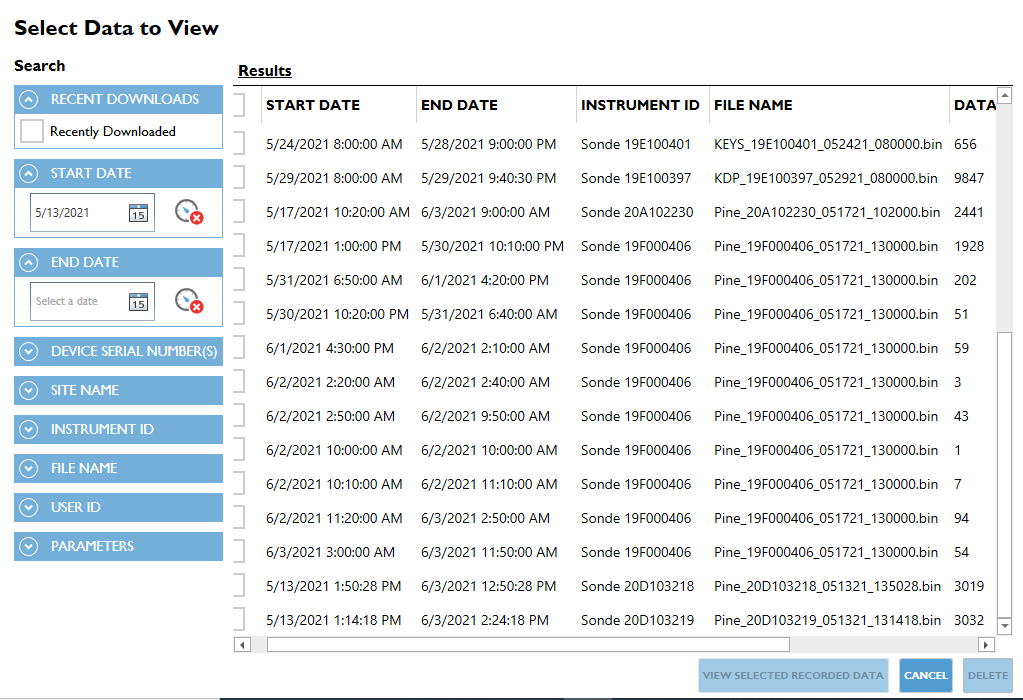 Select Data to View
Search
RECENT DOWNLOADS
Recently Downloaded
START DATE
5/13/2021 15
END DATE
Select a date 15
DEVICE SERIAL NUMBER(S)
SITE NAME
INSTRUMENT ID
FILE NAME
USER ID
PARAMETERS
Results
START DATE END DATE INSTRUMENT ID FILE NAME DATA
5/24/2021 8:00:00 AM 5/28/2021 9:00:00 PM Sonde 19E100401 KEYS_19E100401_052421_080000.bin 656
5/29/2021 8:00:00 AM 5/29/2021 9:40:30 PM Sonde 19E100397 KDP_19E100397_052921_080000.bin 9847
5/17/2021 10:20:00 AM 6/3/2021 9:00:00 AM Sonde 20A102230 Pine_20A102230_051721_102000.bin 2441
5/17/2021 1:00:00 PM 5/30/2021 10:10:00 PM Sonde 19F000406 Pine_19F000406_051721_130000.bin 1928
5/31/2021 6:50:00 AM 6/1/2021 4:20:00 PM Sonde 19F000406 Pine_19F000406_051721_130000.bin 202
5/30/2021 10:20:00 PM 5/31/2021 6:40:00 AM Sonde 19F000406 Pine_19F000406_051721_130000.bin 51
6/1/2021 4:30:00 PM 6/2/2021 2:10:00 AM Sonde 19F000406 Pine_19F000406_051721_130000.bin 59
6/2/2021 2:20:00 AM 6/2/2021 2:40:00 AM Sonde 19F000406 Pine_19F000406_051721_130000.bin 3
6/2/2021 2:50:00 AM 6/2/2021 9:50:00 AM Sonde 19F000406 Pine_19F000406_051721_130000.bin 43
6/2/2021 10:00:00 AM 6/2/2021 10:00:00 AM Sonde 19F000406 Pine_19F000406_051721_130000.bin 1
6/2/2021 10:10:00 AM 6/2/2021 11:10:00 AM Sonde 19F000406 Pine_19F000406_051721_130000.bin 7
6/2/2021 11:20:00 AM 6/3/2021 2:50:00 AM Sonde 19F000406 Pine_19F000406_051721_130000.bin 94
6/3/2021 3:00:00 AM 6/3/2021 11:50:00 AM Sonde 19F000406 Pine_19F000406_051721_130000.bin 54
5/13/2021 1:50:28 PM 6/3/2021 12:50:28 PM Sonde 20D103218 Pine_20D103218_051321_135028.bin 3019
5/13/2021 1:14:18 PM 6/3/2021 2:24:18 PM Sonde 20D103219 Pine_20D103219_051321_131418.bin 3032
VIEW SELECTED RECORDED DATA CANCEL DELETE